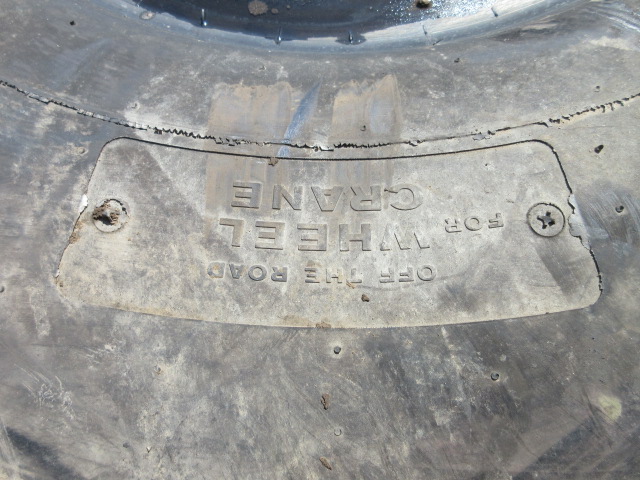 OFF THE ROAD
FOR WHEEL
CRANE